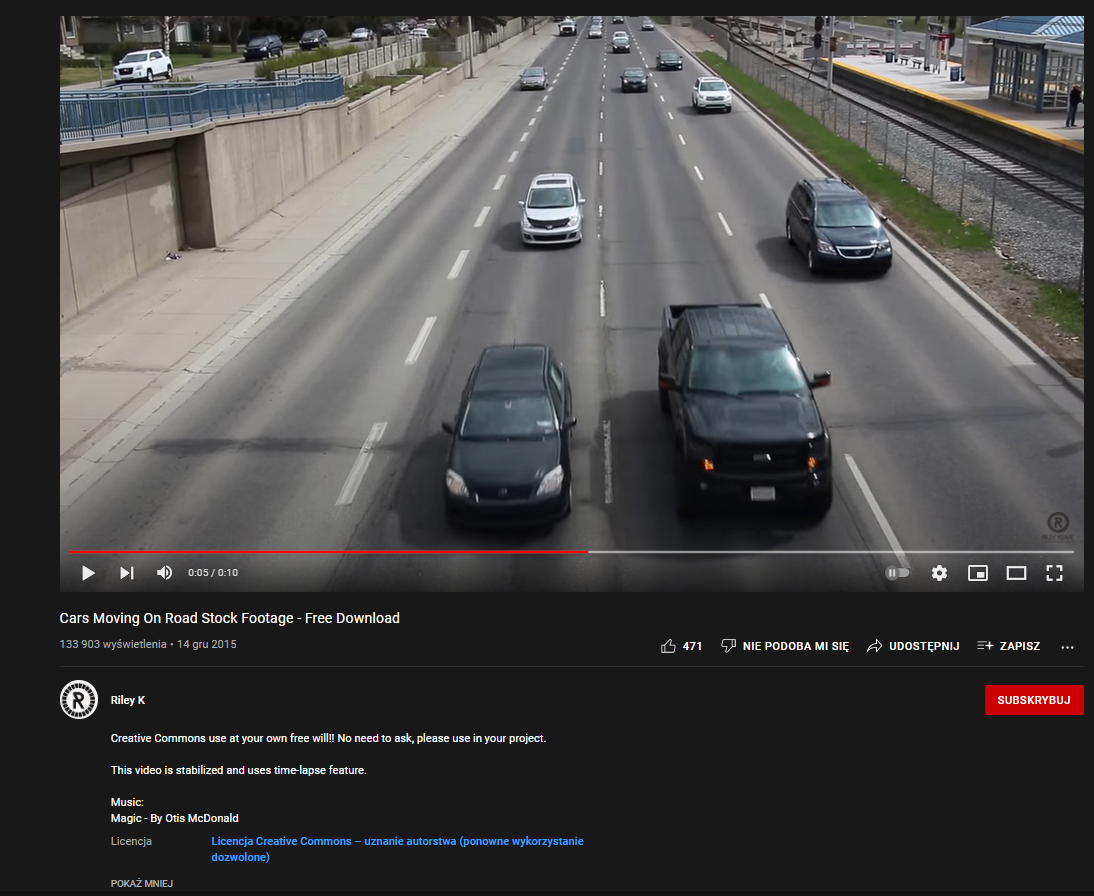 0:05 / 0:10
Cars Moving On Road Stock Footage - Free Download
133 903 wyświetlenia • 14 gru 2015
471 NIE PODOBA MI SIĘ UDOSTĘPNIJ ZAPISZ
R
Riley K
SUBSKRYBUJ
Creative Commons use at your own free will!! No need to ask, please use in your project.
This video is stabilized and uses time-lapse feature.
Music:
Magic - By Otis McDonald
Licencja Licencja Creative Commons – uznanie autorstwa (ponowne wykorzystanie
dozwolone)
POKAŻ MNIEJ